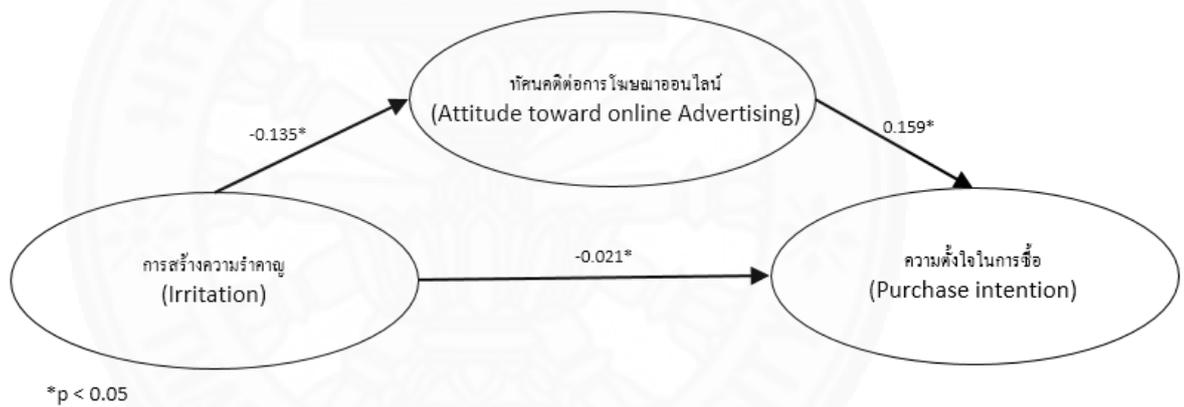 ทัศนคติต่อการโฆษณาออนไลน์
(Attitude toward online Advertising)
-0.135*
0.159*
การสร้างความรำคาญ
(Irritation)
-0.021*
ความตั้งใจในการซื้อ
(Purchase intention)
*p < 0.05